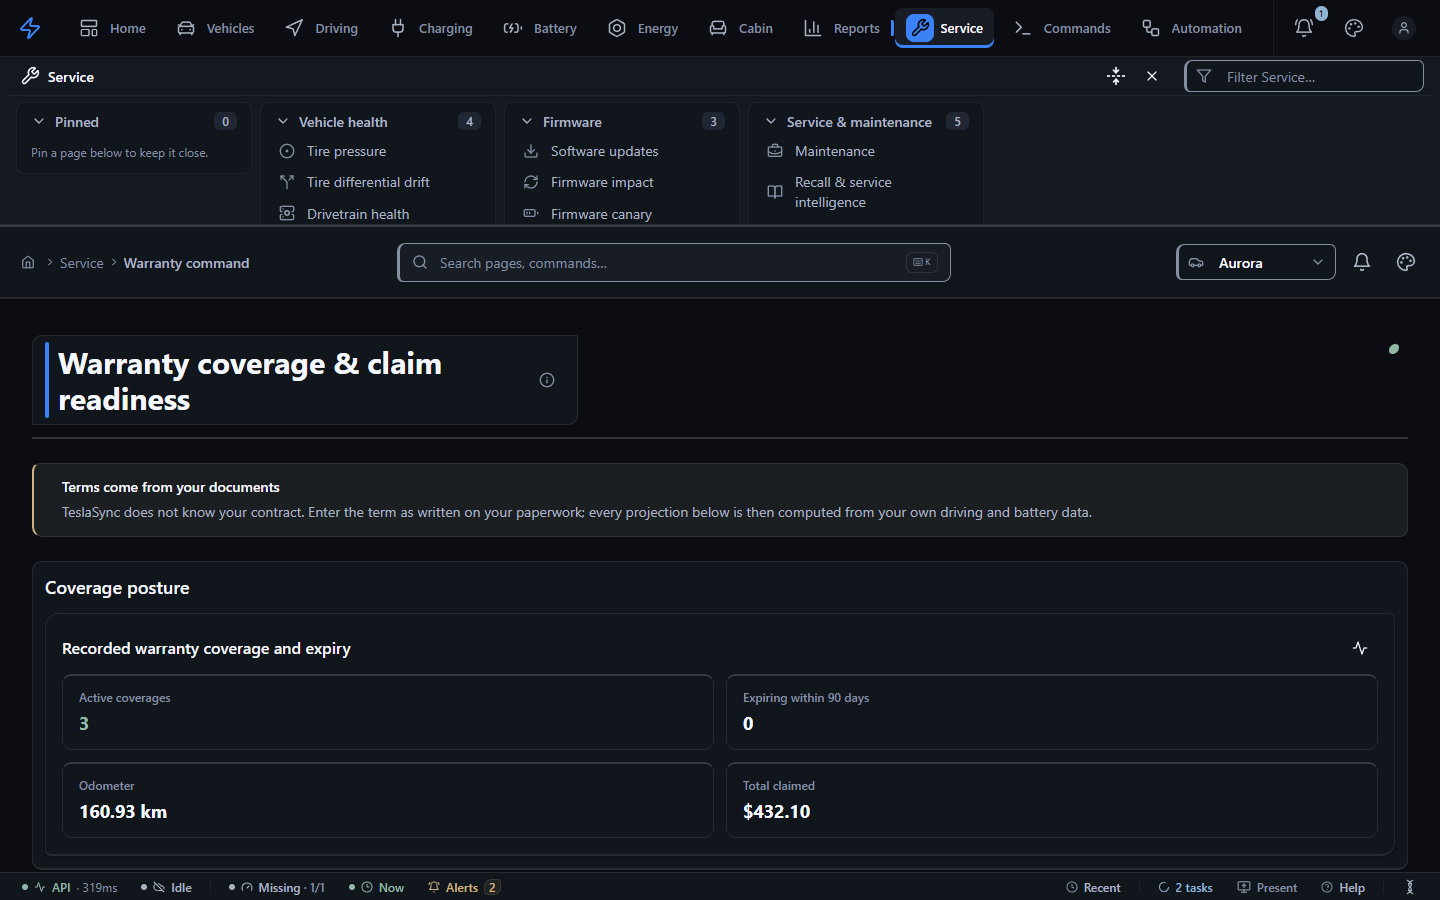 Home
Vehicles
Driving
Charging
Battery
Energy
Cabin
Reports
Service
Commands
Automation
1
Service
Filter Service...
Pinned 0
Pin a page below to keep it close.
Vehicle health 4
Tire pressure
Tire differential drift
Drivetrain health
Firmware 3
Software updates
Firmware impact
Firmware canary
Service & maintenance 5
Maintenance
Recall & service
intelligence
Service
Warranty command
Search pages, commands...
K
Aurora
Warranty coverage & claim
readiness
Terms come from your documents
TeslaSync does not know your contract. Enter the term as written on your paperwork; every projection below is then computed from your own driving and battery data.
Coverage posture
Recorded warranty coverage and expiry
Active coverages
3
Expiring within 90 days
0
Odometer
160.93 km
Total claimed
$432.10
API · 319ms
Idle
Missing · 1/1
Now
Alerts 2
Recent
2 tasks
Present
Help